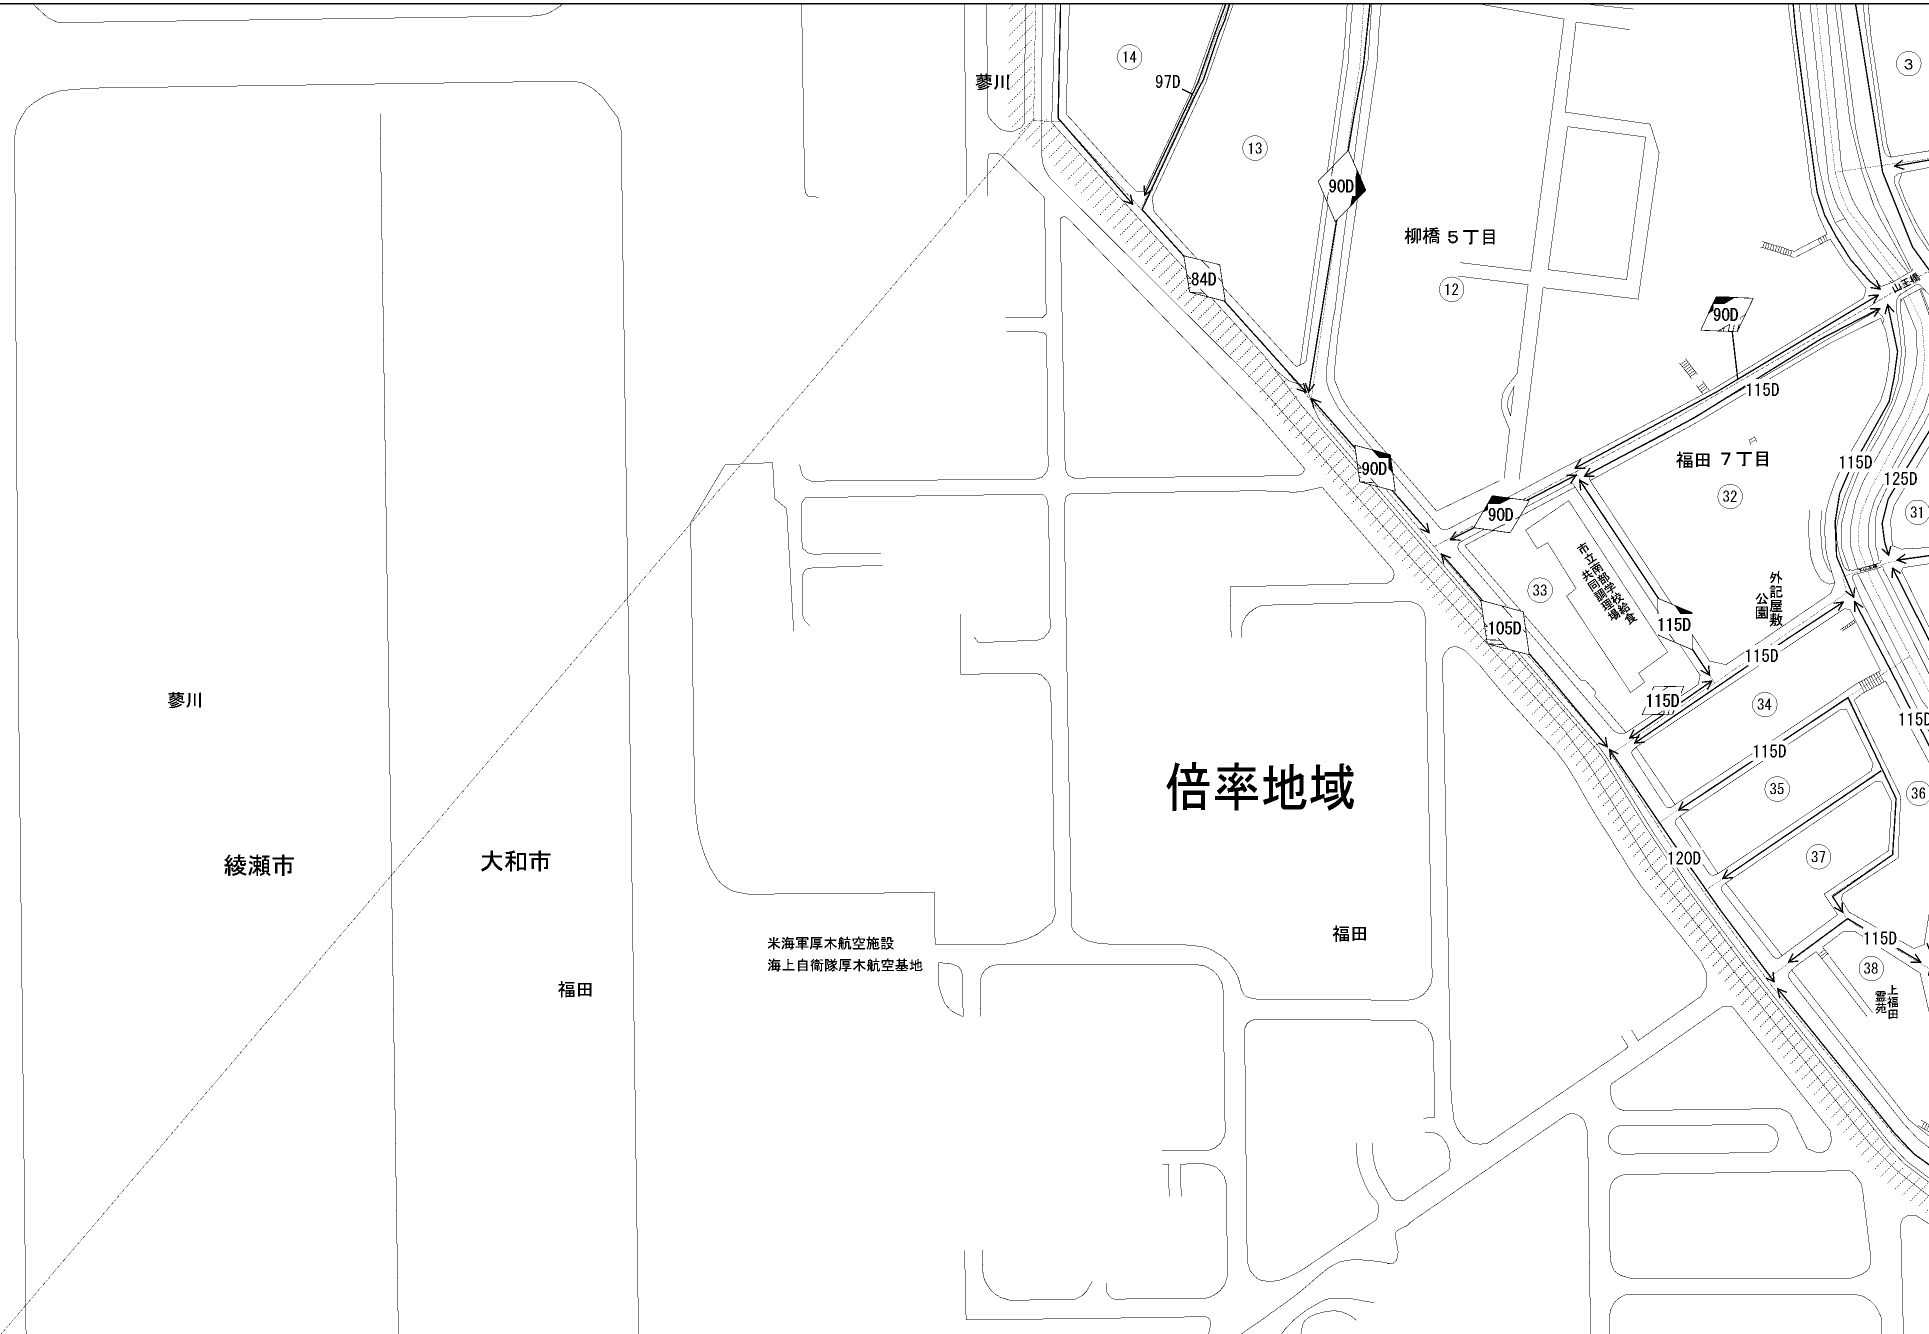 蓼川
14
97D
3
13
90D
柳橋 5丁目
84D
12
山王橋
90D
115D
福田 7丁目
90D
115D
125D
32
90D
31
市立南部学校給食
共同調理場
33
外記屋敷
公園
105D
115D
115D
115D
蓼川
34
115D
115D
倍率地域
35
36
綾瀬市
大和市
120D
37
福田
115D
米海軍厚木航空施設
海上自衛隊厚木航空基地
38
福田
上福田
霊苑